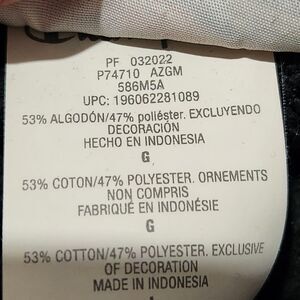 PF 032022
P74710 AZGM
586M5A
UPC: 196062281089
53% ALGODÓN/47% poliéster. EXCLUYENDO
DECORACIÓN
HECHO EN INDONESIA
G
53% COTON/47% POLYESTER. ORNEMENTS
NON COMPRIS
FABRIQUÉ EN INDONÉSIE
G
53% COTTON/47% POLYESTER. EXCLUSIVE
OF DECORATION
MADE IN INDONESIA